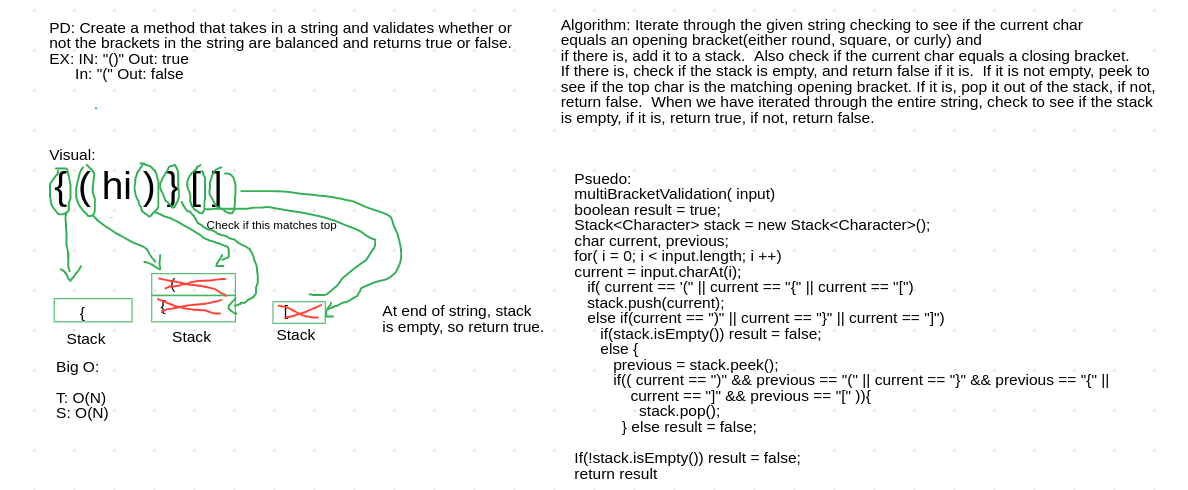 PD: Create a method that takes in a string and validates whether or
not the brackets in the string are balanced and returns true or false.
EX: IN: "()" Out: true
In: "(" Out: false
Visual:
{ ( hi ) } [ ]
Check if this matches top
(
{
{
[
Stack
Stack
Stack
At end of string, stack
is empty, so return true.
Big O:
T: O(N)
S: O(N)
Algorithm: Iterate through the given string checking to see if the current char
equals an opening bracket(either round, square, or curly) and
if there is, add it to a stack.  Also check if the current char equals a closing bracket.
If there is, check if the stack is empty, and return false if it is.  If it is not empty, peek to
see if the top char is the matching opening bracket. If it is, pop it out of the stack, if not,
return false.  When we have iterated through the entire string, check to see if the stack
is empty, if it is, return true, if not, return false.
Psuedo:
multiBracketValidation( input)
boolean result = true;
Stack<Character> stack = new Stack<Character>();
char current, previous;
for( i = 0; i < input.length; i ++)
current = input.charAt(i);
if( current == '(" || current == "{" || current == "[")
stack.push(current);
else if(current == ")" || current == "}" || current == "]")
if(stack.isEmpty()) result = false;
else {
previous = stack.peek();
if(( current == ")" && previous == "(" || current == "}" && previous == "{" ||
current == "]" && previous == "[" )){
stack.pop();
} else result = false;
If(!stack.isEmpty()) result = false;
return result